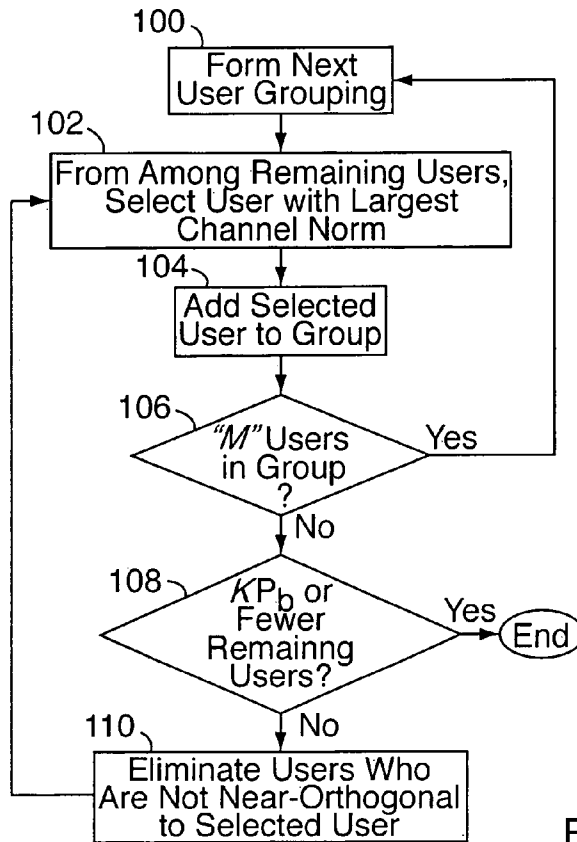 100
Form Next
User Grouping
102
From Among Remaining Users,
Select User with Largest
Channel Norm
104
Add Selected
User to Group
106
"M" Users
in Group
?
Yes
No
108
KPb or
Fewer
Remainng
Users?
Yes
End
No
110
Eliminate Users Who
Are Not Near-Orthogonal
to Selected User
F